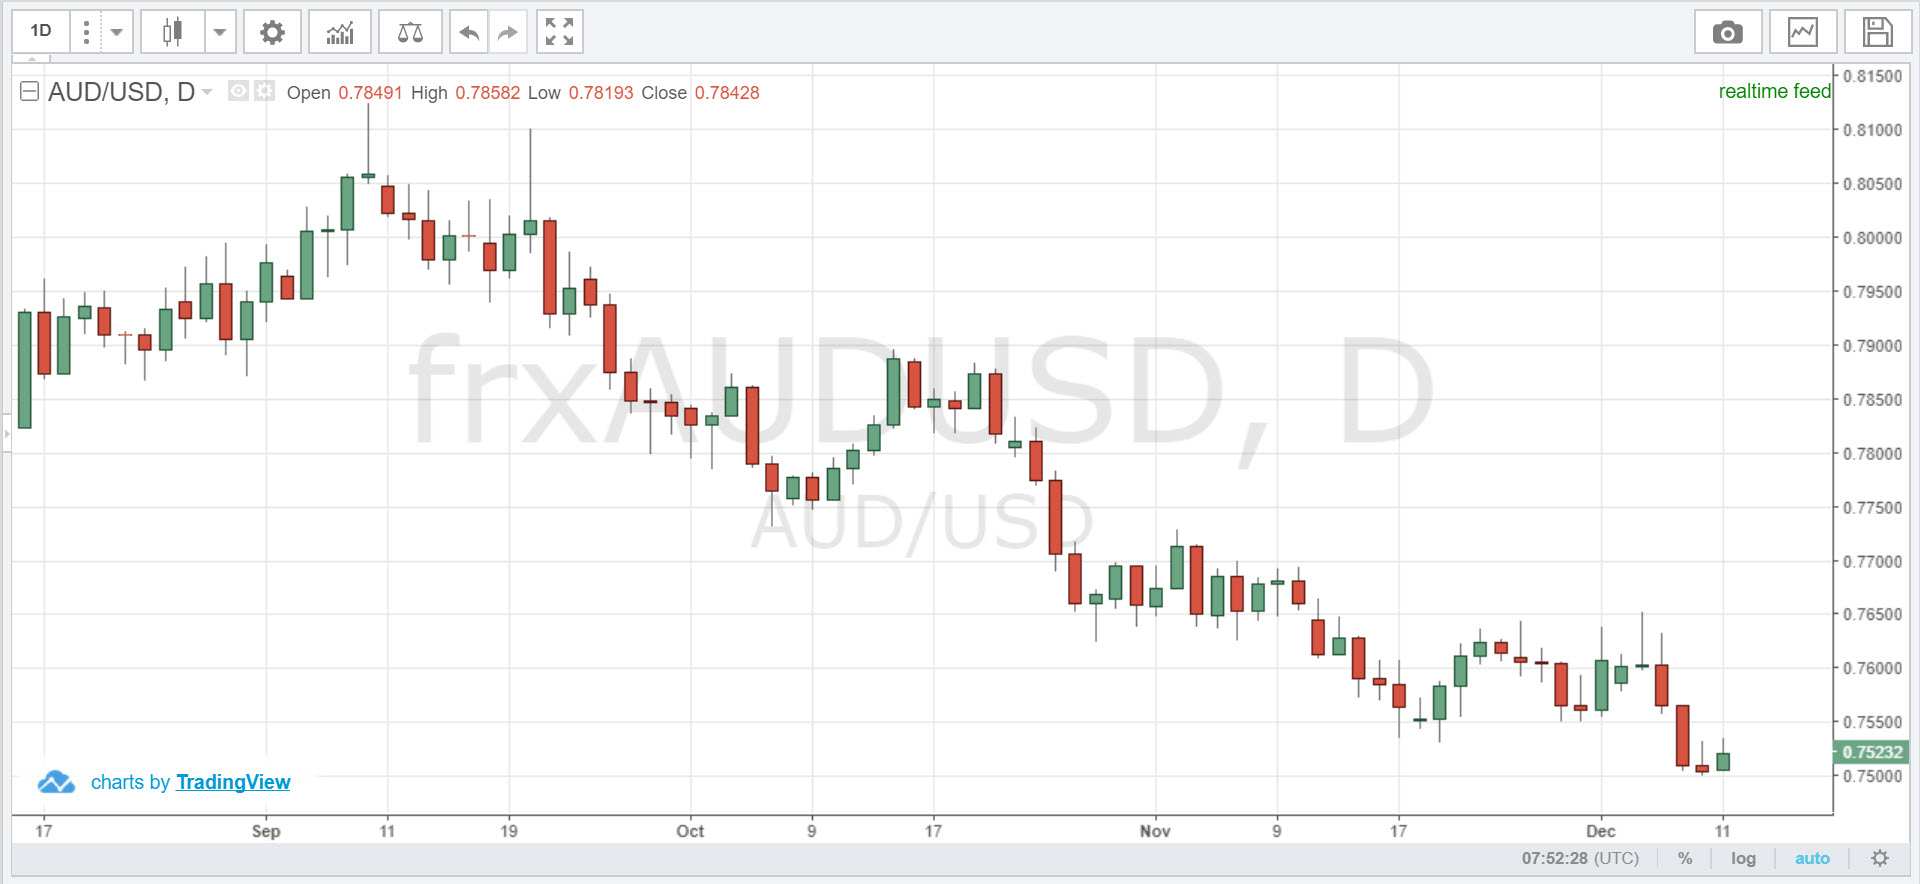 1D
AUD/USD, D Open 0.78491 High 0.78582 Low 0.78193 Close 0.78428
realtime feed
0.81500
0.81000
0.80500
0.80000
0.79500
0.79000
0.78500
0.78000
0.77500
0.77000
0.76500
0.76000
0.75500
0.75232
0.75000
frxAUDUSD, D
AUD/USD
charts by TradingView
17 Sep 11 19 Oct 9 17 Nov 9 17 Dec 11
07:52:28 (UTC) % log auto